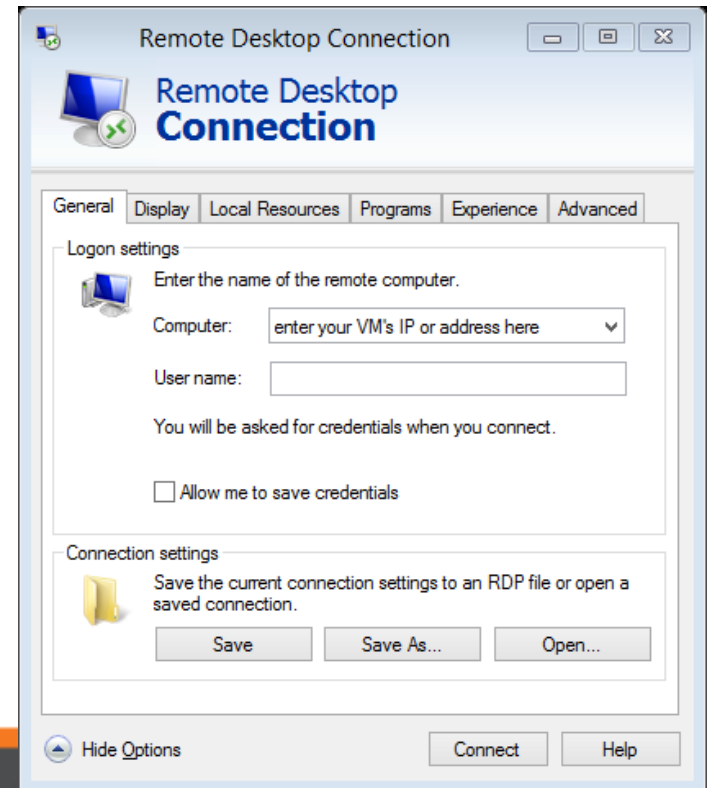 Remote Desktop Connection
Remote Desktop
Connection
General Display Local Resources Programs Experience Advanced
Logon settings
Enter the name of the remote computer.
Computer: enter your VM's IP or address here
User name:
You will be asked for credentials when you connect.
Allow me to save credentials
Connection settings
Save the current connection settings to an RDP file or open a
saved connection.
Save Save As... Open...
Hide Options Connect Help